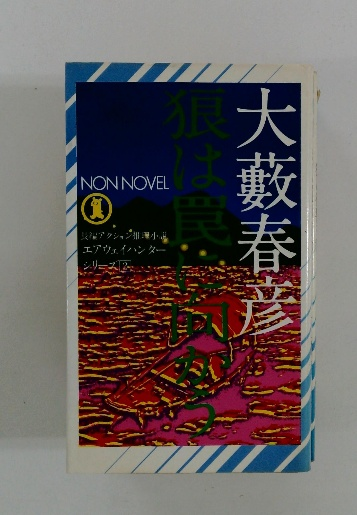 大藪春彦
狼は罠に向かう
NON NOVEL
長編アクション推理小説
エアウェイハンター
シリーズ2